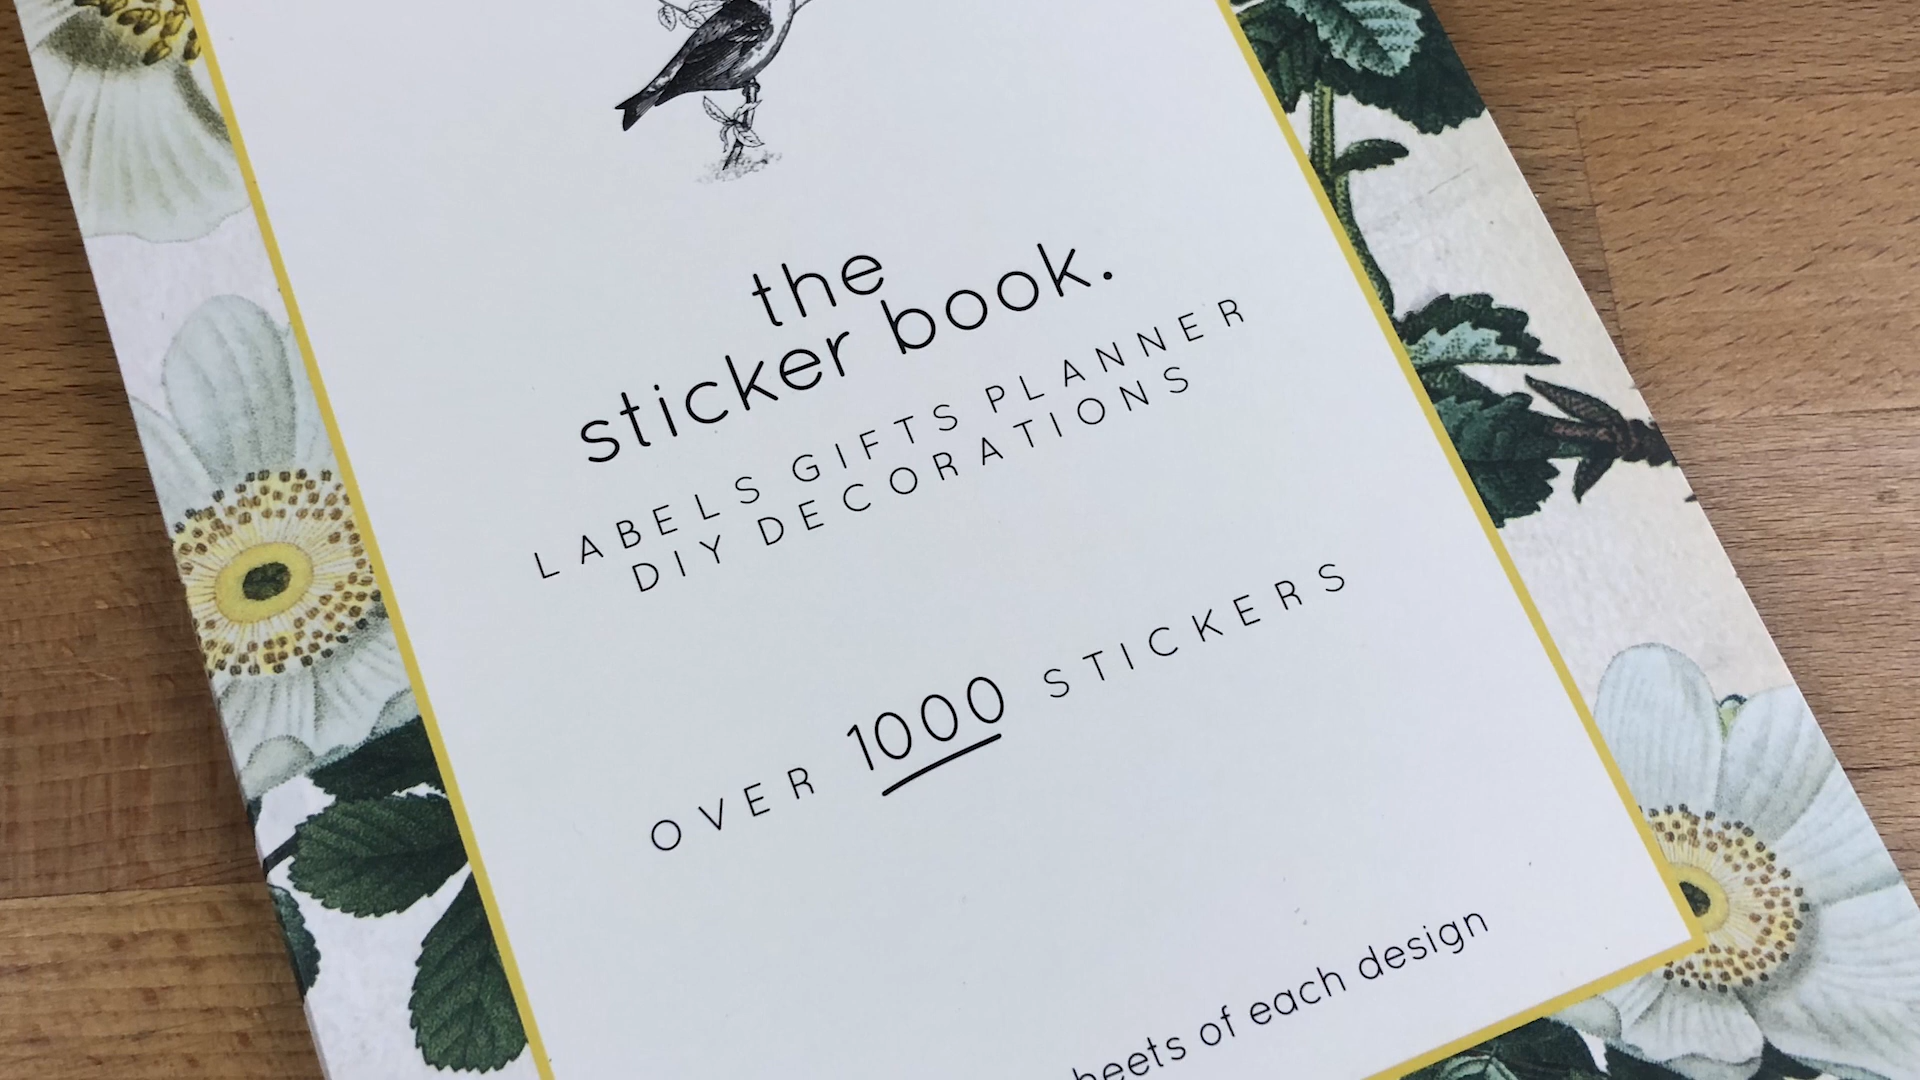 the
sticker book.
LABELS GIFTS PLANNER
DIY DECORATIONS
OVER 1000 STICKERS
of each design